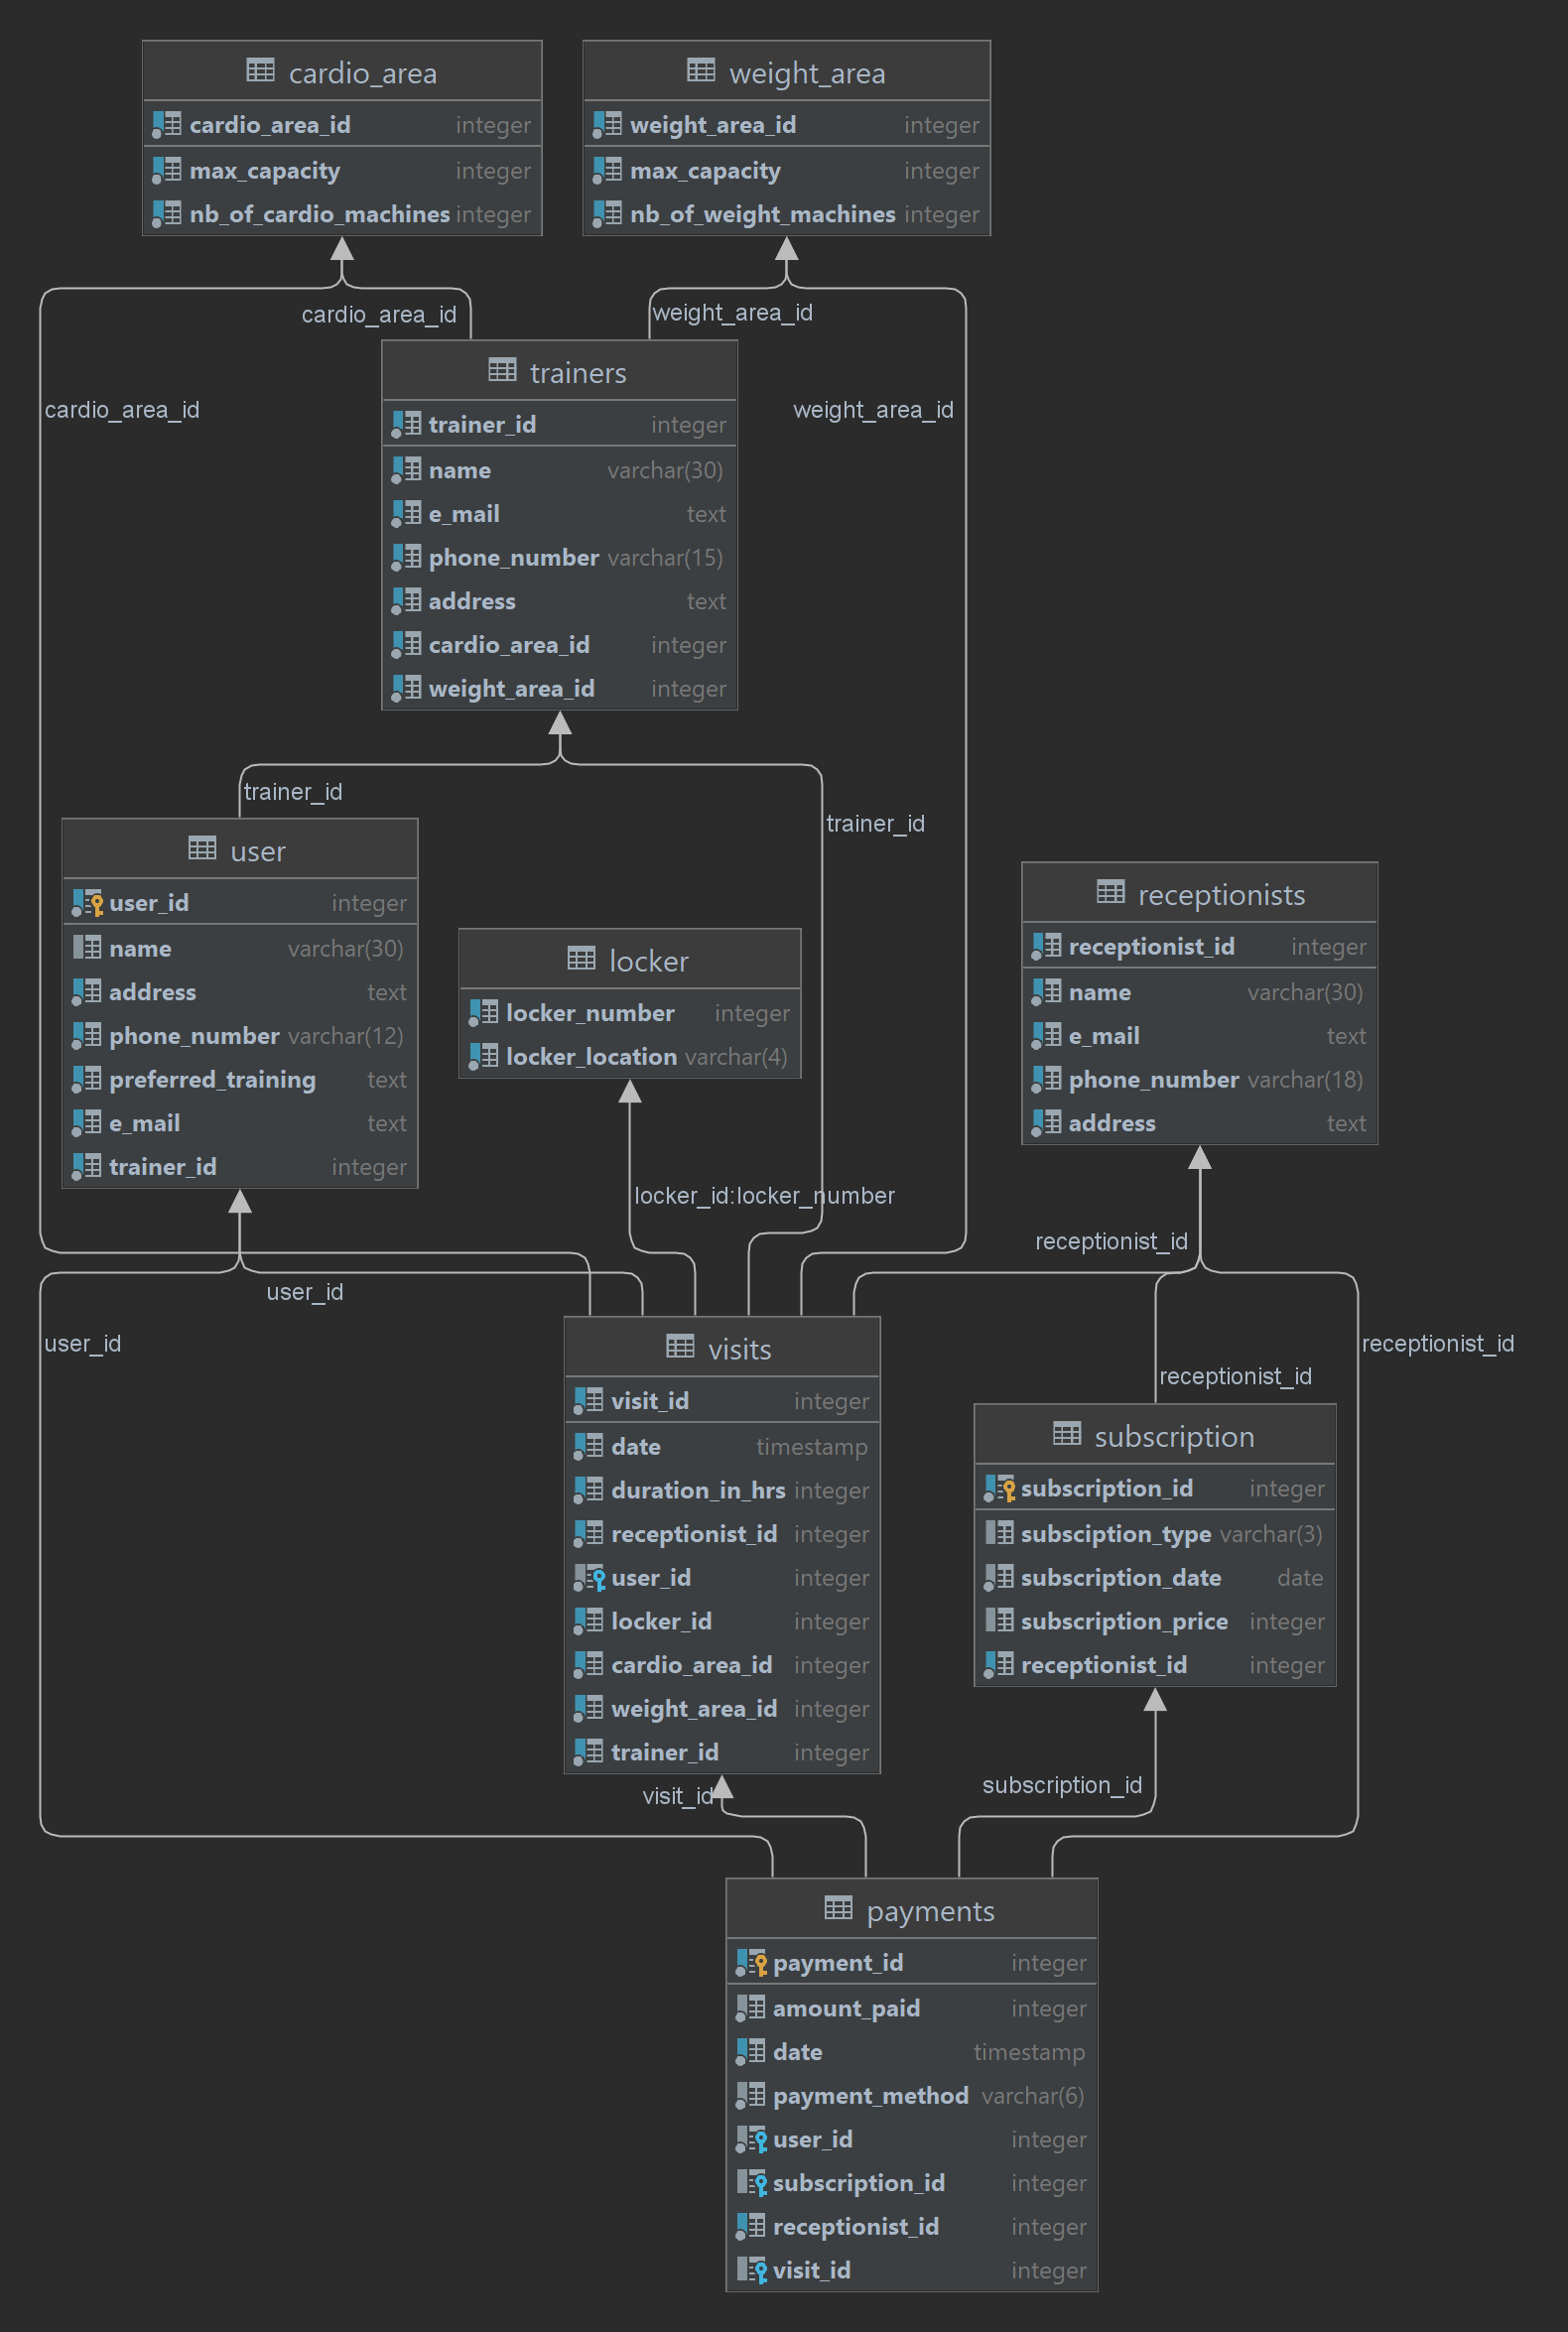 cardio_area
cardio_area_id integer
max_capacity integer
nb_of_cardio_machines integer
weight_area
weight_area_id integer
max_capacity integer
nb_of_weight_machines integer
cardio_area_id
weight_area_id
cardio_area_id
weight_area_id
trainers
trainer_id integer
name varchar(30)
e_mail text
phone_number varchar(15)
address text
cardio_area_id integer
weight_area_id integer
trainer_id
trainer_id
user
user_id integer
name varchar(30)
address text
phone_number varchar(12)
preferred_training text
e_mail text
trainer_id integer
locker
locker_number integer
locker_location varchar(4)
receptionists
receptionist_id integer
name varchar(30)
e_mail text
phone_number varchar(18)
address text
locker_id:locker_number
receptionist_id
user_id
user_id
receptionist_id
receptionist_id
visits
visit_id integer
date timestamp
duration_in_hrs integer
receptionist_id integer
user_id integer
locker_id integer
cardio_area_id integer
weight_area_id integer
trainer_id integer
subscription
subscription_id integer
subsciption_type varchar(3)
subscription_date date
subscription_price integer
receptionist_id integer
visit_id
subscription_id
payments
payment_id integer
amount_paid integer
date timestamp
payment_method varchar(6)
user_id integer
subscription_id integer
receptionist_id integer
visit_id integer